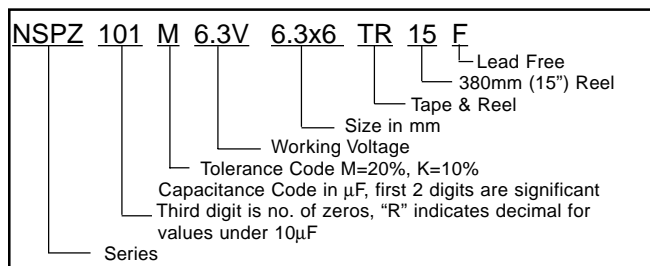 NSPZ 101 M 6.3V 6.3x6 TR 15 F
Lead Free
380mm (15”) Reel
Tape & Reel
Size in mm
Working Voltage
Tolerance Code M=20%, K=10%
Capacitance Code in μF, first 2 digits are significant
Third digit is no. of zeros, “R” indicates decimal for
values under 10μF
Series